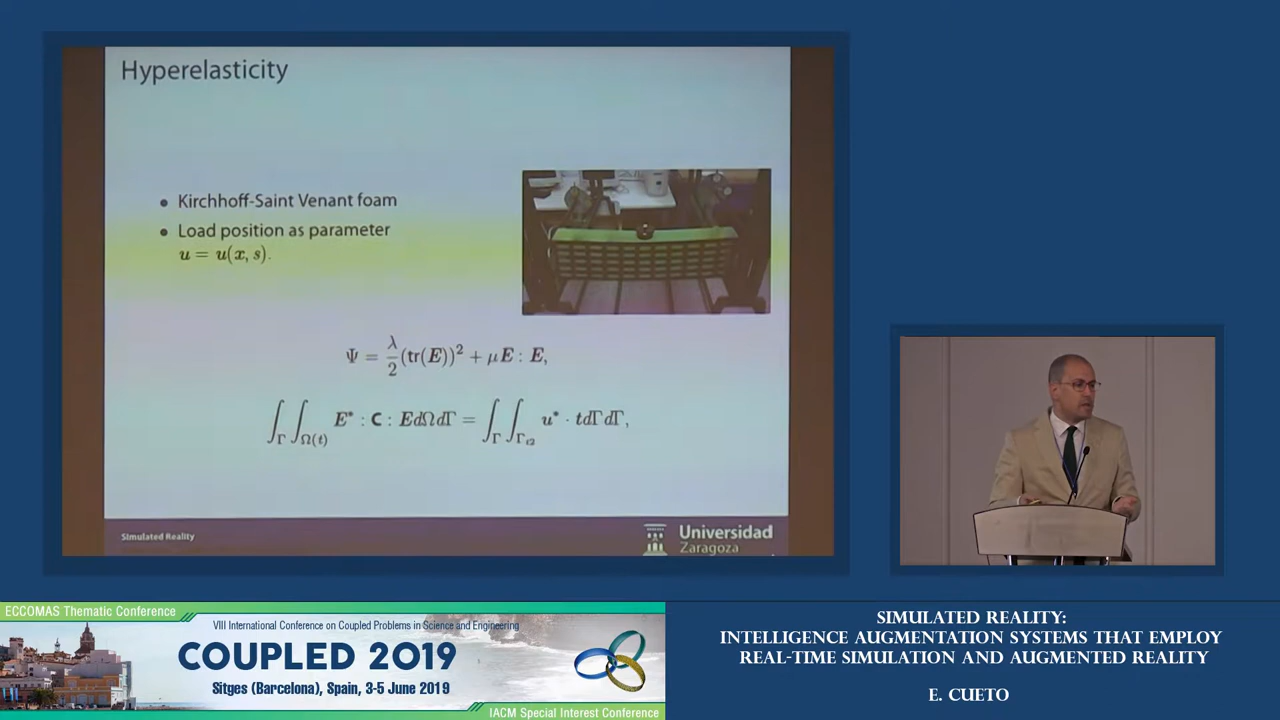 Hyperelasticity
• Kirchhoff-Saint Venant foam
• Load position as parameter
u = u(x, s).
Ψ = λ/2 (tr(E))² + μE : E,
∫_Γ ∫_Ω(t) E* : C : E dΩdΓ = ∫_Γ ∫_Γt2 u* · t dΓ dΓ,
Simulated Reality
Universidad
Zaragoza
ECCOMAS Thematic Conference
VIII International Conference on Coupled Problems in Science and Engineering
COUPLED 2019
Sitges (Barcelona), Spain, 3-5 June 2019
IACM Special Interest Conference
SIMULATED REALITY:
INTELLIGENCE AUGMENTATION SYSTEMS THAT EMPLOY
REAL-TIME SIMULATION AND AUGMENTED REALITY
E. CUETO